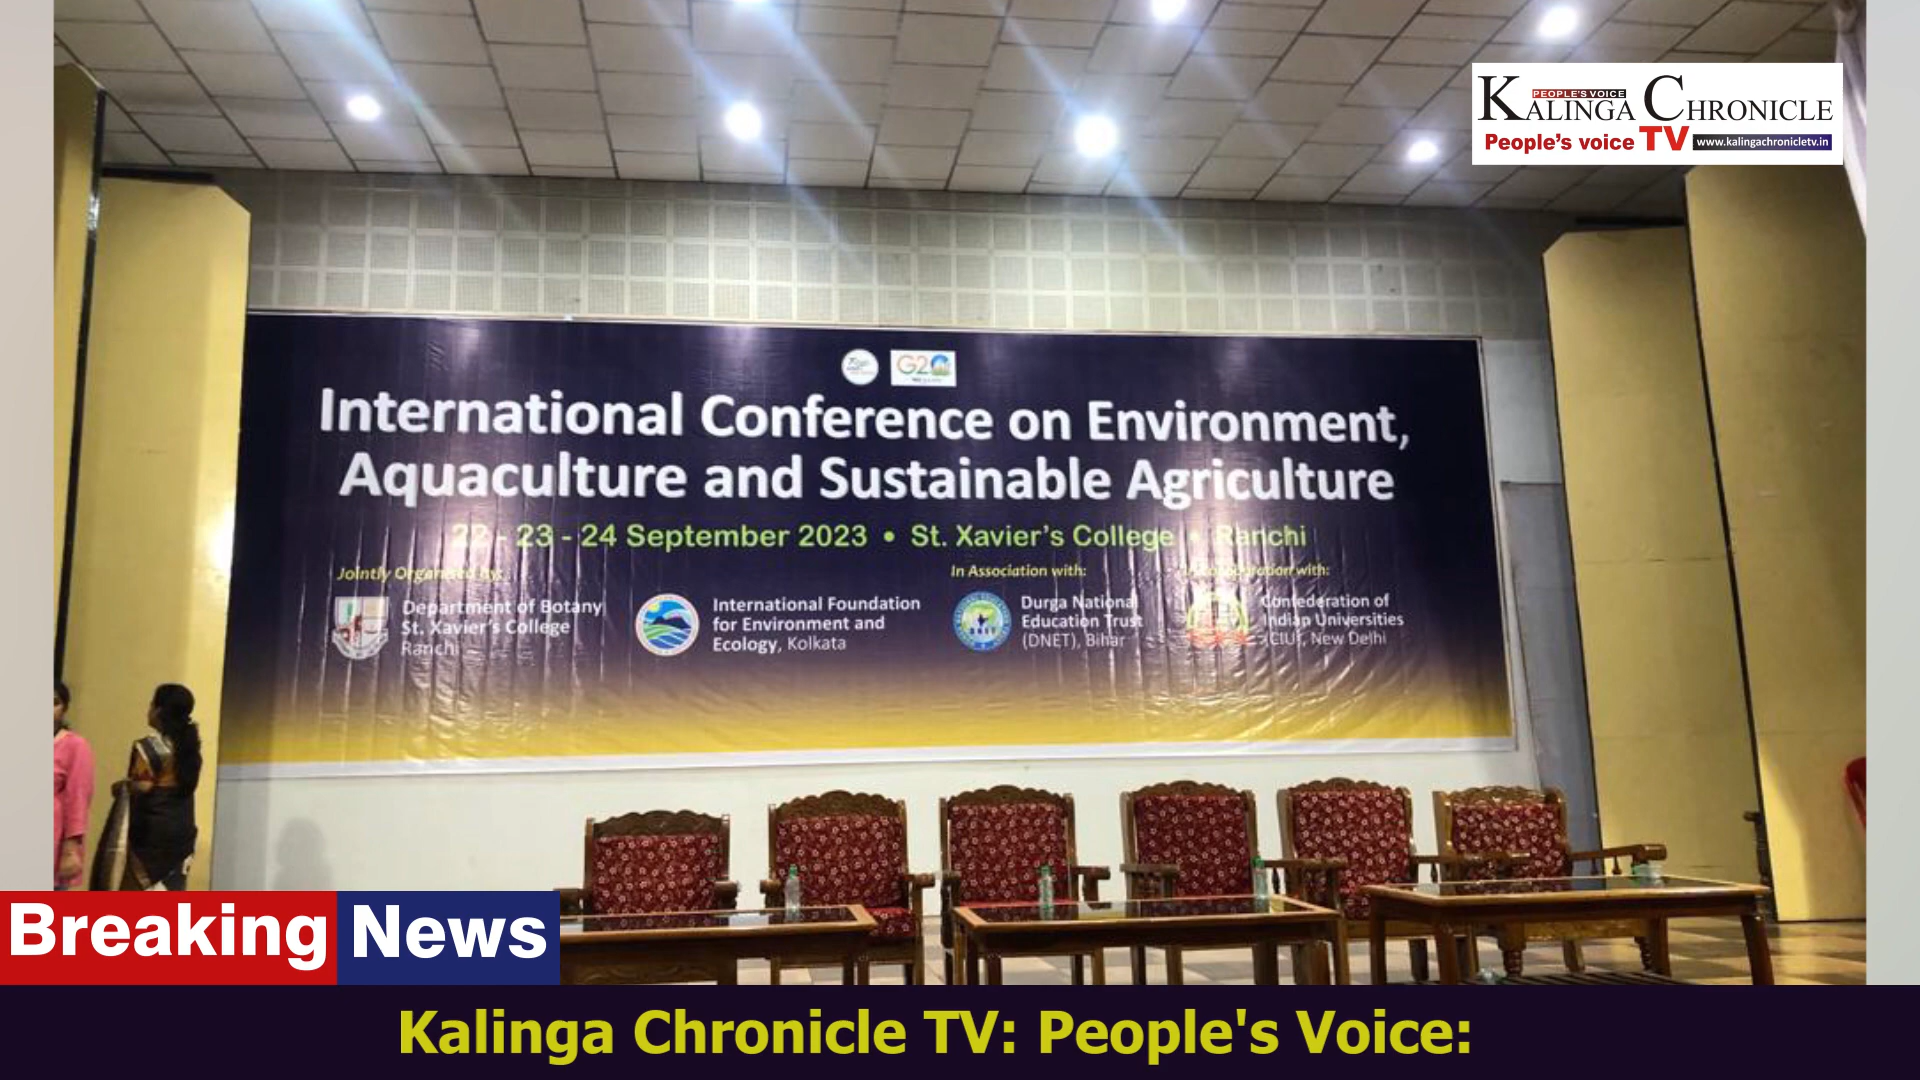 PEOPLE'S VOICE
KALINGA CHRONICLE
People's voice TV www.kalingachronicletv.in
G20
International Conference on Environment,
Aquaculture and Sustainable Agriculture
22 - 23 - 24 September 2023 • St. Xavier's College • Ranchi
Jointly Organised by:
In Association with:
with:
Department of Botany
St. Xavier's College
Ranchi
International Foundation
for Environment and
Ecology, Kolkata
Durga National
Education Trust
(DNET), Bihar
Confederation of
Indian Universities
(CIU), New Delhi
Breaking News
Kalinga Chronicle TV: People's Voice: